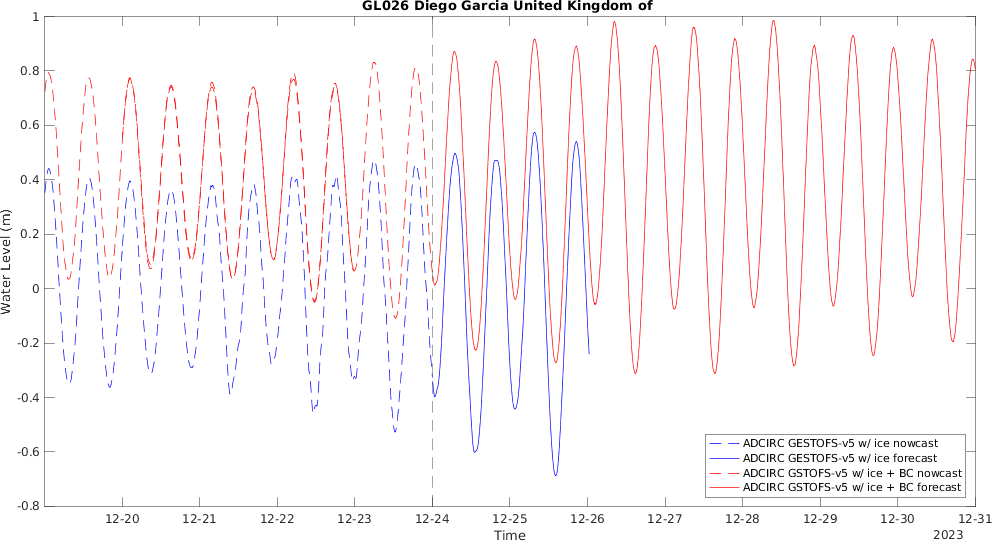 GL026 Diego Garcia United Kingdom of
1
0.8
0.6
0.4
0.2
0
-0.2
-0.4
-0.6
-0.8
Water Level (m)
12-20 12-21 12-22 12-23 12-24 12-25 12-26 12-27 12-28 12-29 12-30 12-31
Time
2023
ADCIRC GESTOFS-v5 w/ ice nowcast
ADCIRC GESTOFS-v5 w/ ice forecast
ADCIRC GSTOFS-v5 w/ ice + BC nowcast
ADCIRC GSTOFS-v5 w/ ice + BC forecast